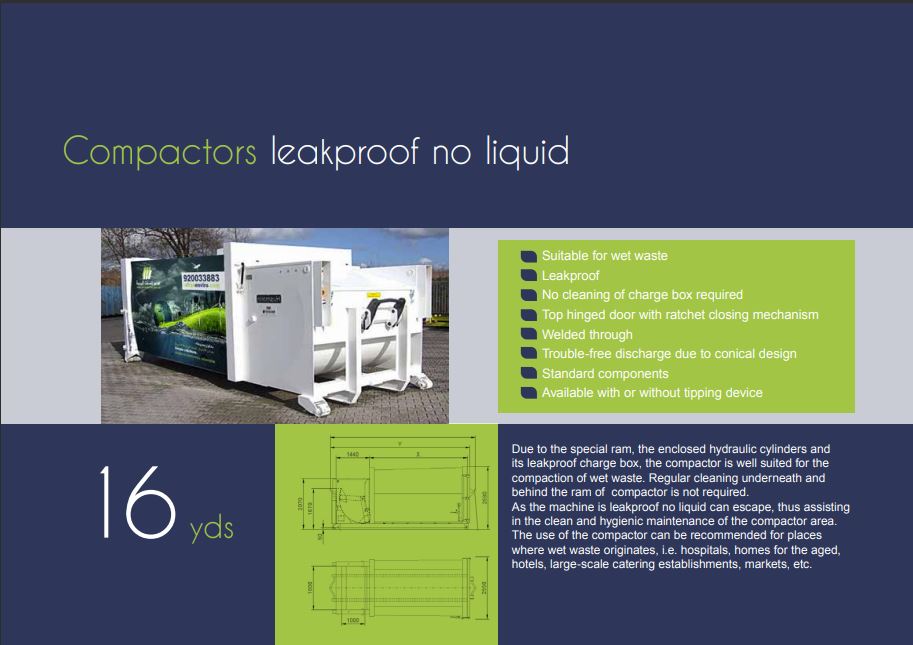 Compactors leakproof no liquid
920033883
Suitable for wet waste
Leakproof
No cleaning of charge box required
Top hinged door with ratchet closing mechanism
Welded through
Trouble-free discharge due to conical design
Standard components
Available with or without tipping device
16 yds
Y
1440
X
2070
1670
2690
90
1800
2550
1000
Due to the special ram, the enclosed hydraulic cylinders and
its leakproof charge box, the compactor is well suited for the
compaction of wet waste. Regular cleaning underneath and
behind the ram of compactor is not required.
As the machine is leakproof no liquid can escape, thus assisting
in the clean and hygienic maintenance of the compactor area.
The use of the compactor can be recommended for places
where wet waste originates, i.e. hospitals, homes for the aged,
hotels, large-scale catering establishments, markets, etc.